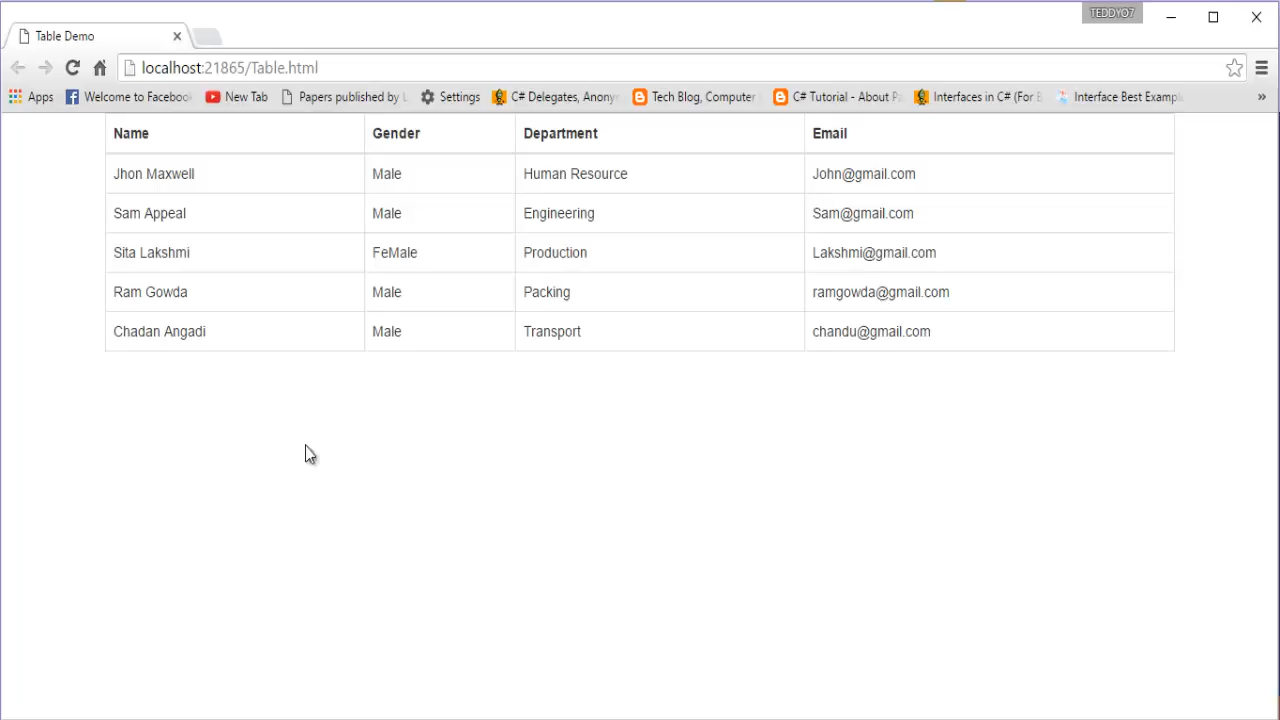 TEDDYO7
Table Demo
localhost:21865/Table.html
Apps Welcome to Faceboo New Tab Papers published by Settings C# Delegates, Anony Tech Blog, Computer C# Tutorial - About Pa Interfaces in C# (For B Interface Best Exampl »
Name Gender Department Email
Jhon Maxwell Male Human Resource John@gmail.com
Sam Appeal Male Engineering Sam@gmail.com
Sita Lakshmi FeMale Production Lakshmi@gmail.com
Ram Gowda Male Packing ramgowda@gmail.com
Chadan Angadi Male Transport chandu@gmail.com